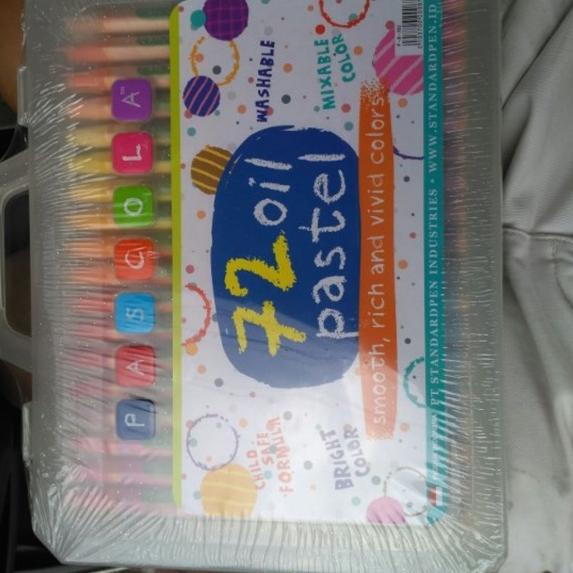 PASCOLA™
WASHABLE
MIXABLE
COLOR
72 oil
pastel
CHILD
SAFE
FORMULA
BRIGHT
COLOR
smooth, rich and vivid colors.
PT STANDARDPEN INDUSTRIES • WWW.STANDARDPEN.ID